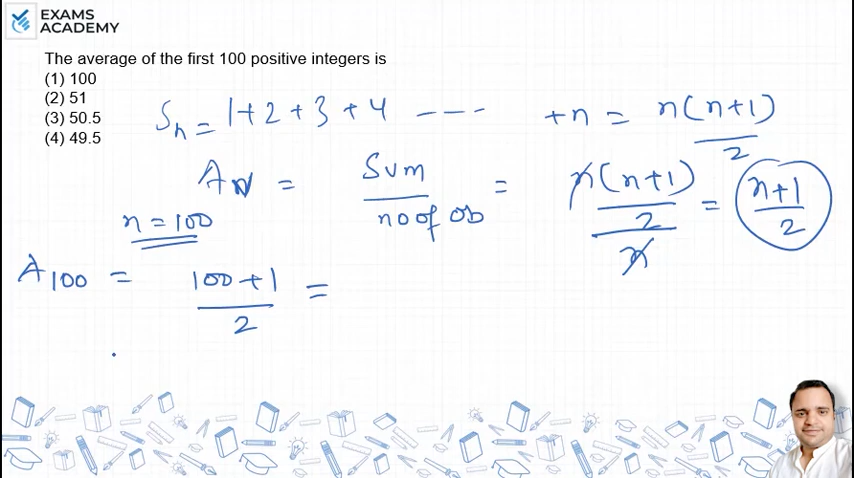 EXAMS
ACADEMY
The average of the first 100 positive integers is
(1) 100
(2) 51
(3) 50.5
(4) 49.5
Sn = 1+2+3+4 ---- +n = n(n+1)/2
An = Sum/no of ob = n(n+1)/2/n = n+1/2
n=100
A100 = 100+1/2 =